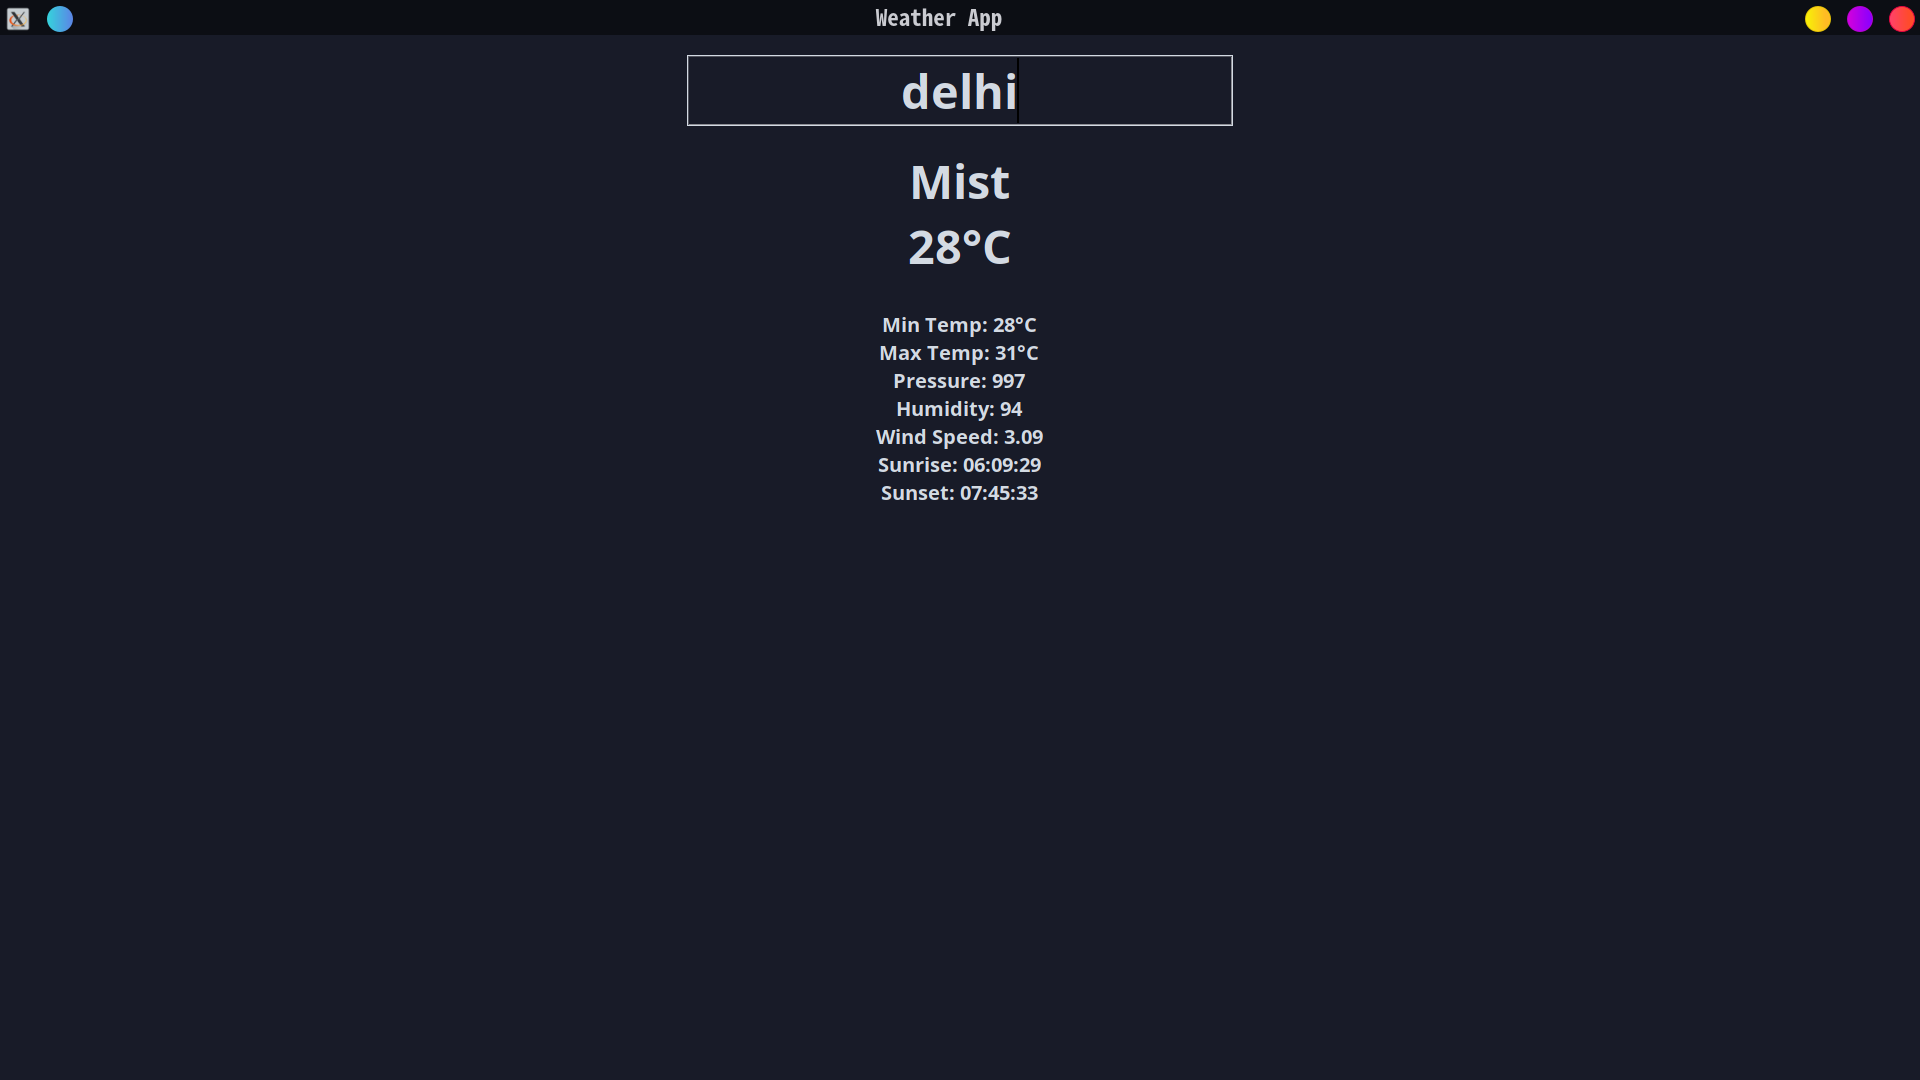 Weather App
delhi
Mist
28°C
Min Temp: 28°C
Max Temp: 31°C
Pressure: 997
Humidity: 94
Wind Speed: 3.09
Sunrise: 06:09:29
Sunset: 07:45:33